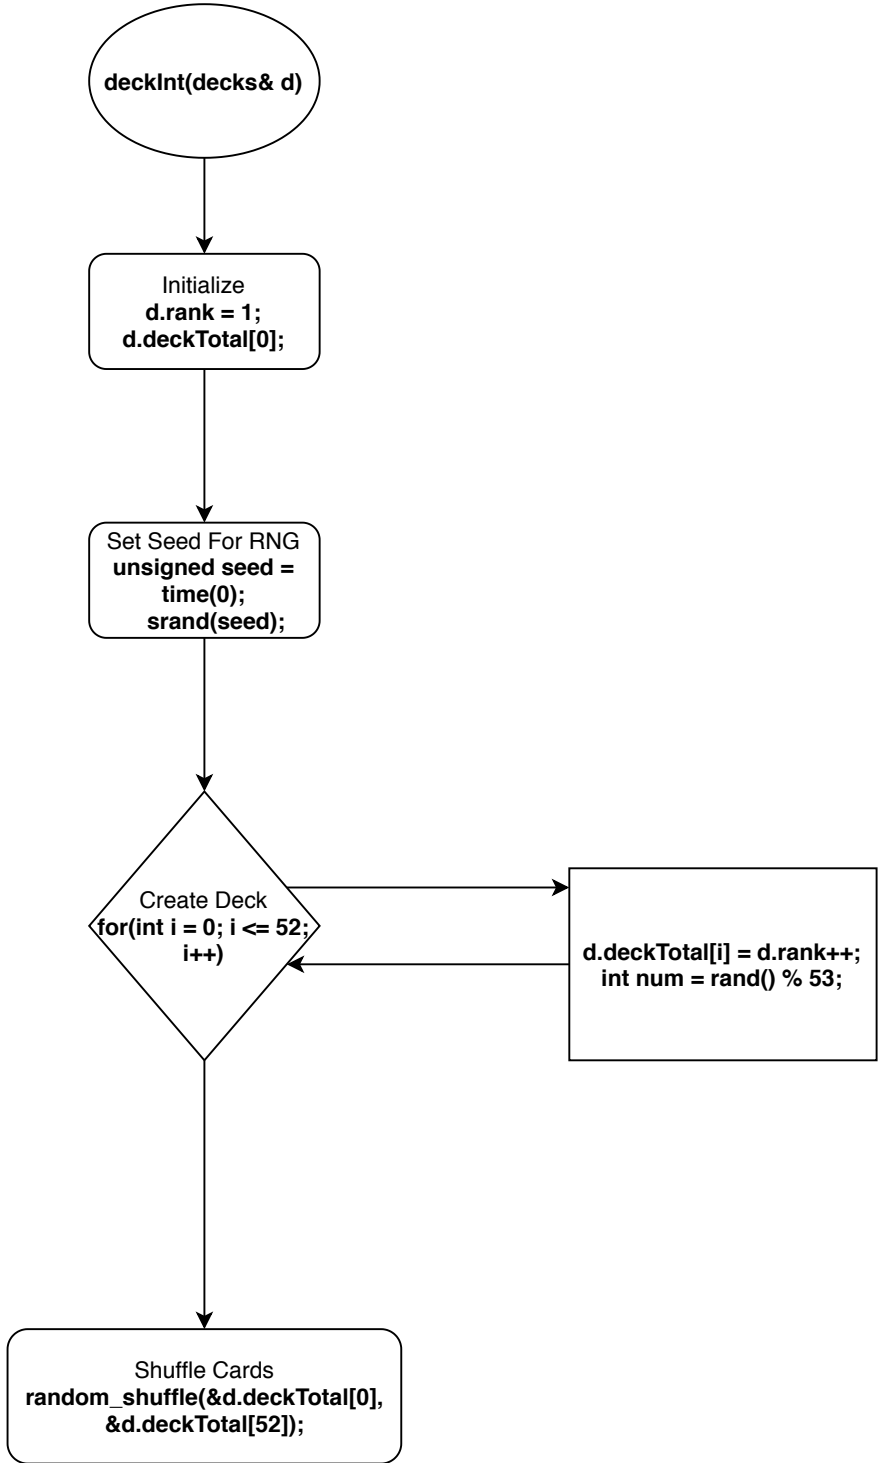 deckInt(decks& d)
Initialize
d.rank = 1;
d.deckTotal[0];
Set Seed For RNG
unsigned seed =
time(0);
srand(seed);
Create Deck
for(int i = 0; i <= 52;
i++)
d.deckTotal[i] = d.rank++;
int num = rand() % 53;
Shuffle Cards
random_shuffle(&d.deckTotal[0],
&d.deckTotal[52]);